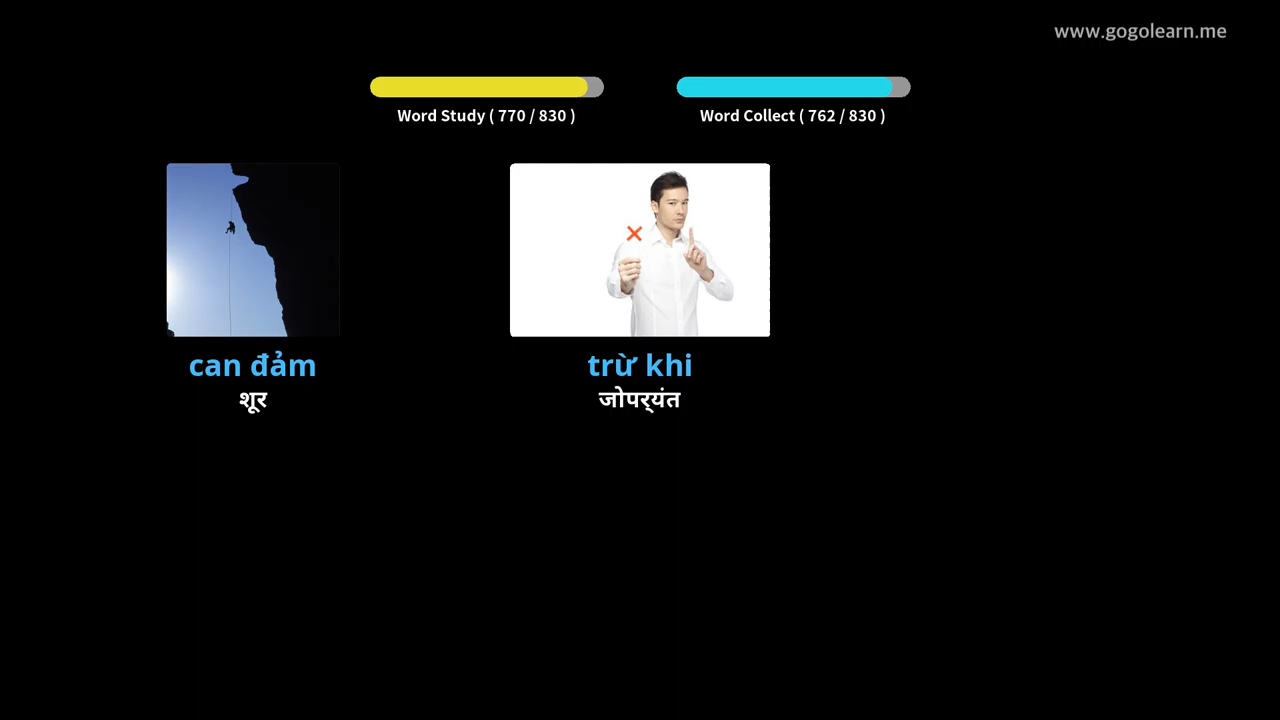 www.gogolearn.me
Word Study ( 770 / 830 )
Word Collect ( 762 / 830 )
can đảm
शूर
trừ khi
जोपर्यंत